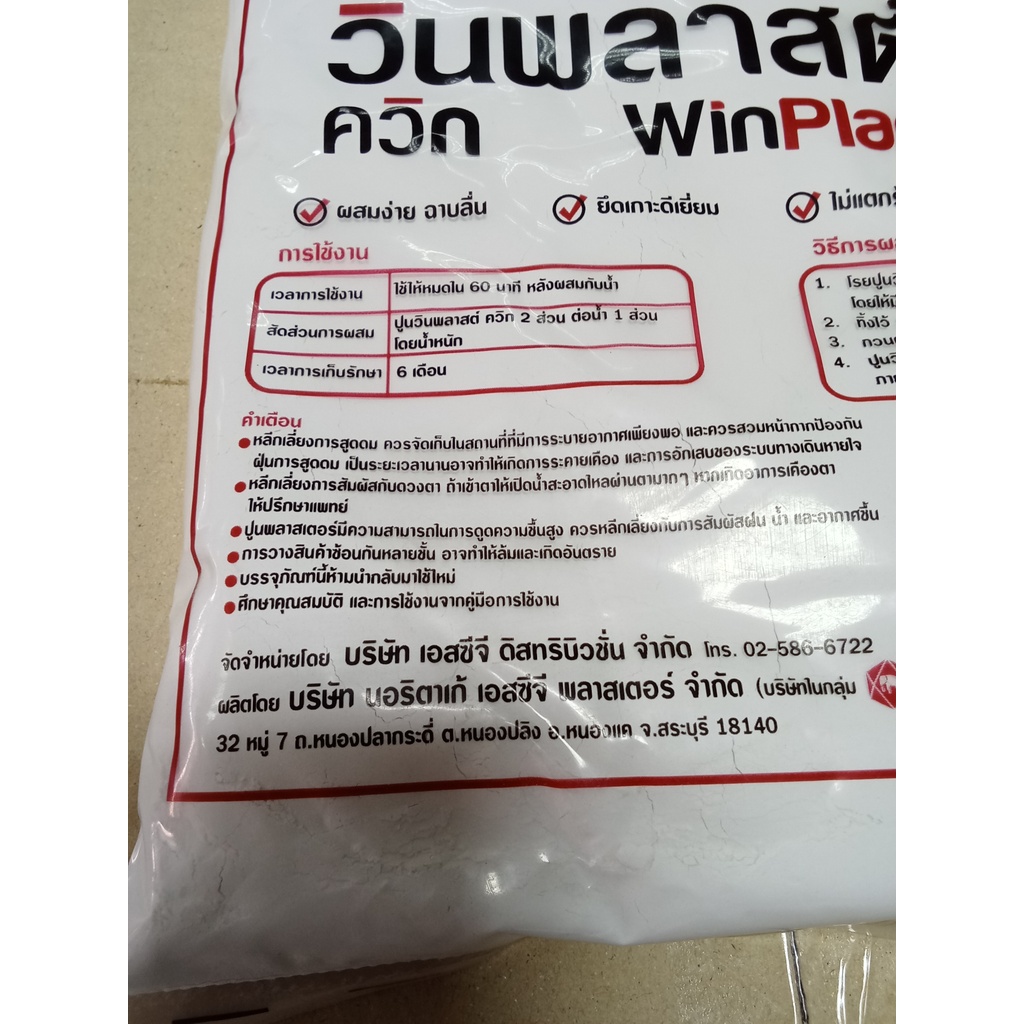 วินพลาสต์
ควิก WinPla
ผสมง่าย ฉาบลื่น ยึดเกาะดีเยี่ยม ไม่แตก
การใช้งาน
เวลาการใช้งาน ใช้ให้หมดใน 60 นาที หลังผสมกับน้ำ
สัดส่วนการผสม ปูนวินพลาสต์ ควิก 2 ส่วน ต่อน้ำ 1 ส่วน
โดยน้ำหนัก
เวลาการเก็บรักษา 6 เดือน
วิธีการผ
1. โรยปูน
โดยให้
2. ทิ้งไว้
3. กวน
4. ปูน
คำเตือน
หลีกเลี่ยงการสูดดม ควรจัดเก็บในสถานที่ที่มีการระบายอากาศเพียงพอ และควรสวมหน้ากากป้องกัน
ฝุ่นการสูดดม เป็นระยะเวลานานอาจทำให้เกิดการระคายเคือง และการอักเสบของระบบทางเดินหายใจ
หลีกเลี่ยงการสัมผัสกับดวงตา ถ้าเข้าตาให้เปิดน้ำสะอาดไหลผ่านตามากๆ หากเกิดอาการเคืองตา
ให้ปรึกษาแพทย์
ปูนพลาสเตอร์มีความสามารถในการดูดความชื้นสูง ควรหลีกเลี่ยงกับการสัมผัสฝน น้ำ และอากาศชื้น
การวางสินค้าซ้อนกันหลายชั้น อาจทำให้ล้มและเกิดอันตราย
บรรจุภัณฑ์นี้ห้ามนำกลับมาใช้ใหม่
ศึกษาคุณสมบัติ และการใช้งานจากคู่มือการใช้งาน
จัดจำหน่ายโดย บริษัท เอสซีจี ดิสทริบิวชั่น จำกัด โทร. 02-586-6722
ผลิตโดย บริษัท นอริตาเก้ เอสซีจี พลาสเตอร์ จำกัด (บริษัทในกลุ่ม
32 หมู่ 7 ถ.หนองปลากระดี่ ต.หนองปลิง อ.หนองแค จ.สระบุรี 18140